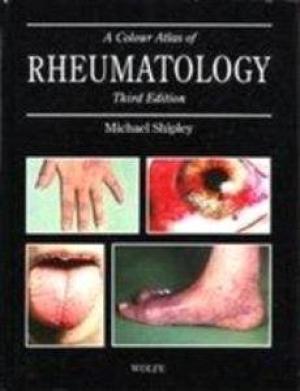 A Colour Atlas of
RHEUMATOLOGY
Third Edition
Michael Shipley
WOLFE